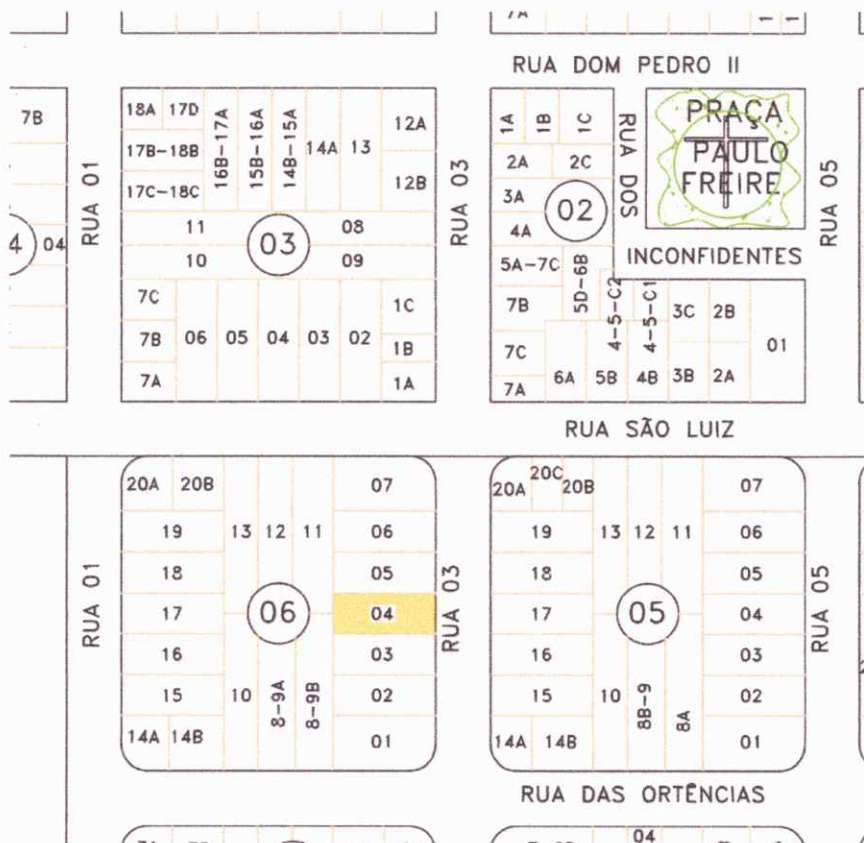 7A
1
1
RUA DOM PEDRO II
7B
4
04
RUA 01
18A 17D
17B-18B
17C-18C
16B-17A
15B-16A
14B-15A
14A
13
12A
12B
11
08
03
10
09
7C
7B
7A
06
05
04
03
02
1C
1B
1A
RUA 03
1A
1B
1C
2A
2C
3A
02
4A
5A-7C
5D-6B
7B
4-5-C2
4-5-C1
3C
2B
01
7C
7A
6A
5B
4B
3B
2A
RUA DOS
INCONFIDENTES
PRAÇA
PAULO
FREIRE
RUA 05
RUA SÃO LUIZ
RUA 01
20A
20B
07
19
13
12
11
06
18
05
17
06
04
16
03
15
10
8-9A
8-9B
02
14A
14B
01
RUA 03
20A
20C
20B
07
19
13
12
11
06
18
05
17
05
04
16
03
15
10
8B-9
8A
02
14A
14B
01
RUA 05
RUA DAS ORTÊNCIAS
04